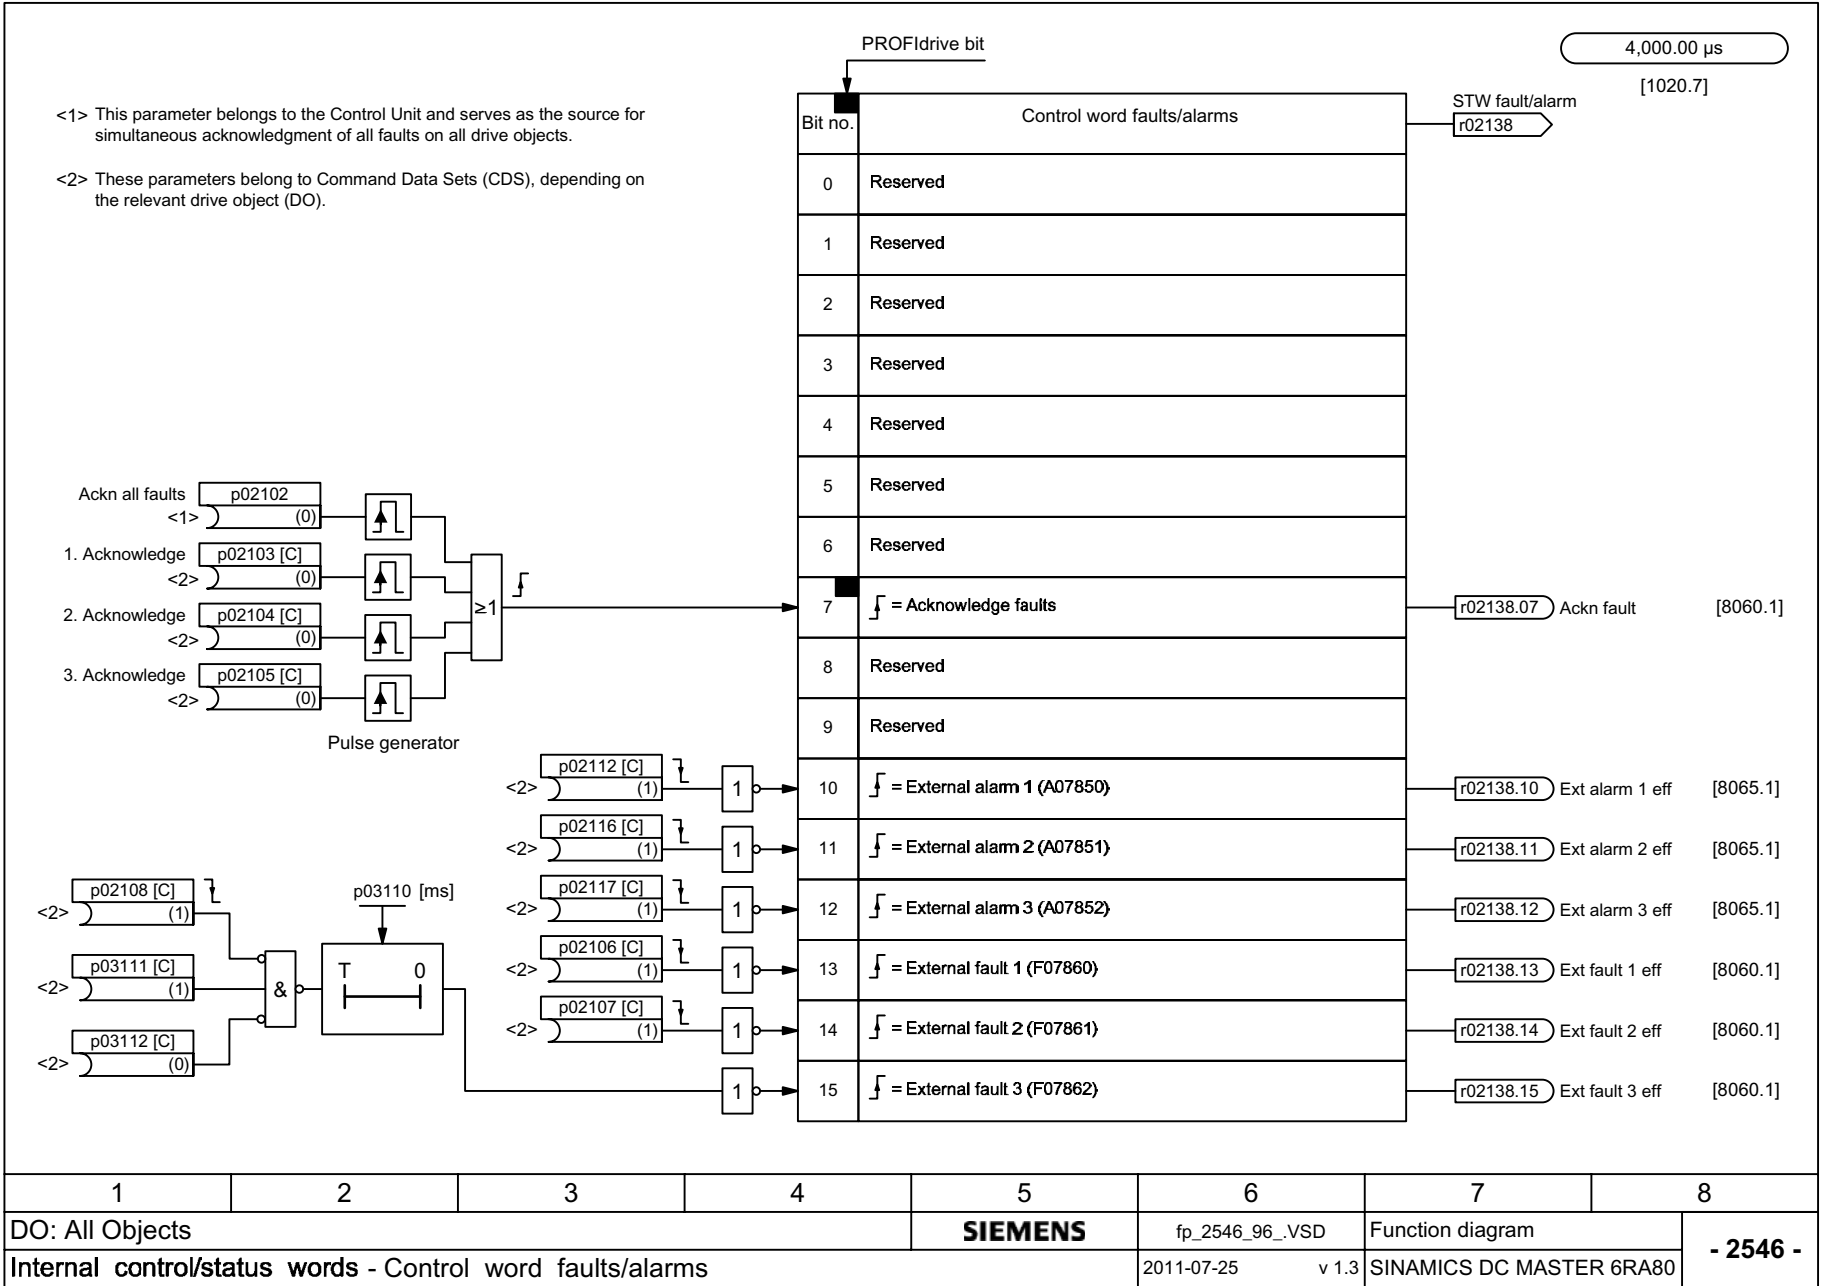 PROFIdrive bit
4,000.00 µs
[1020.7]
<1> This parameter belongs to the Control Unit and serves as the source for
simultaneous acknowledgment of all faults on all drive objects.
<2> These parameters belong to Command Data Sets (CDS), depending on
the relevant drive object (DO).
Bit no. Control word faults/alarms
STW fault/alarm
r02138
0 Reserved
1 Reserved
2 Reserved
3 Reserved
4 Reserved
5 Reserved
6 Reserved
Ackn all faults p02102
<1> (0)
1. Acknowledge p02103 [C]
<2> (0)
2. Acknowledge p02104 [C]
<2> (0)
3. Acknowledge p02105 [C]
<2> (0)
Pulse generator
≥1
7 = Acknowledge faults r02138.07 Ackn fault [8060.1]
8 Reserved
9 Reserved
p02112 [C]
<2> (1) 1 10 = External alarm 1 (A07850) r02138.10 Ext alarm 1 eff [8065.1]
p02116 [C]
<2> (1) 1 11 = External alarm 2 (A07851) r02138.11 Ext alarm 2 eff [8065.1]
p02117 [C]
<2> (1) 1 12 = External alarm 3 (A07852) r02138.12 Ext alarm 3 eff [8065.1]
p02106 [C]
<2> (1) 1 13 = External fault 1 (F07860) r02138.13 Ext fault 1 eff [8060.1]
p02107 [C]
<2> (1) 1 14 = External fault 2 (F07861) r02138.14 Ext fault 2 eff [8060.1]
1 15 = External fault 3 (F07862) r02138.15 Ext fault 3 eff [8060.1]
p02108 [C]
<2> (1)
p03111 [C]
<2> (1)
p03112 [C]
<2> (0)
&
p03110 [ms]
T 0
1 2 3 4 5 6 7 8
DO: All Objects SIEMENS fp_2546_96_.VSD Function diagram
- 2546 -
Internal control/status words - Control word faults/alarms 2011-07-25 v 1.3 SINAMICS DC MASTER 6RA80